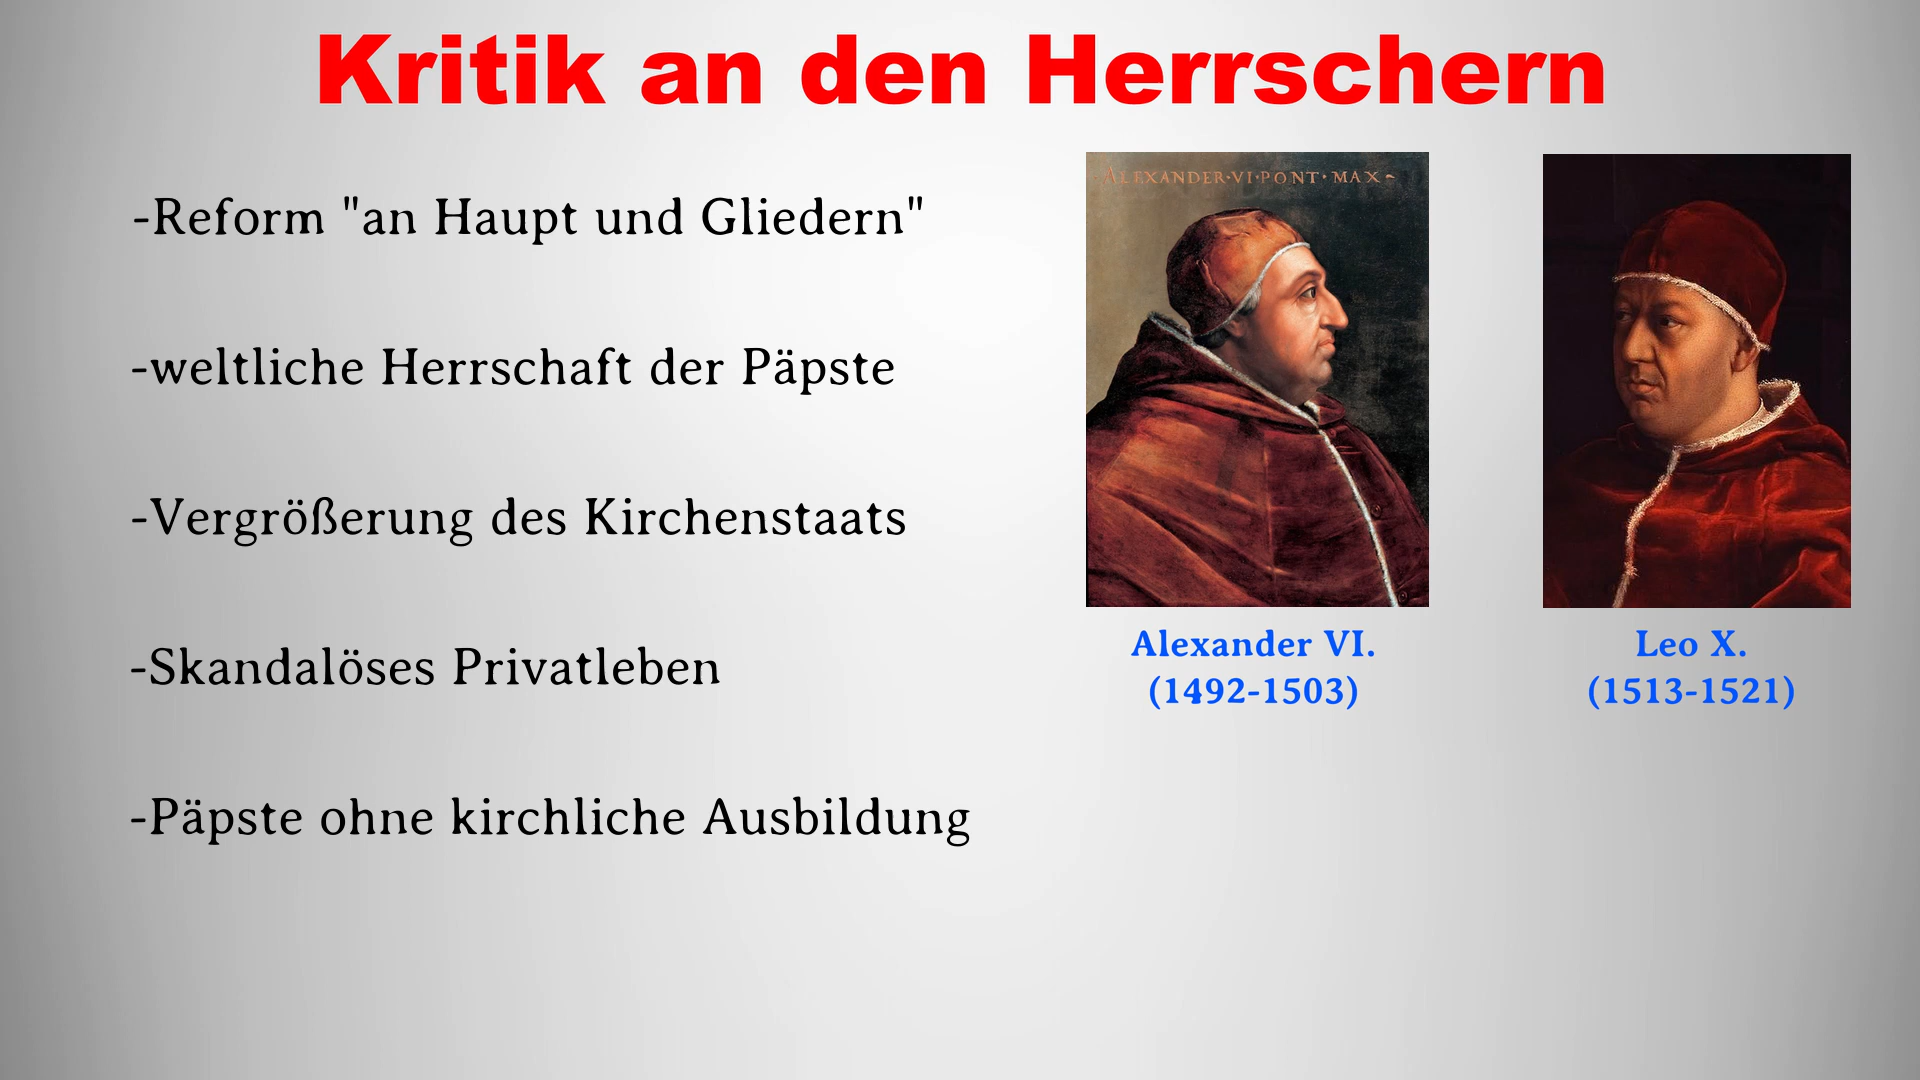 Kritik an den Herrschern
-Reform "an Haupt und Gliedern"
-weltliche Herrschaft der Päpste
-Vergrößerung des Kirchenstaats
-Skandalöses Privatleben
-Päpste ohne kirchliche Ausbildung
ALEXANDER·VI·PONT·MAX~
Alexander VI.
(1492-1503)
Leo X.
(1513-1521)